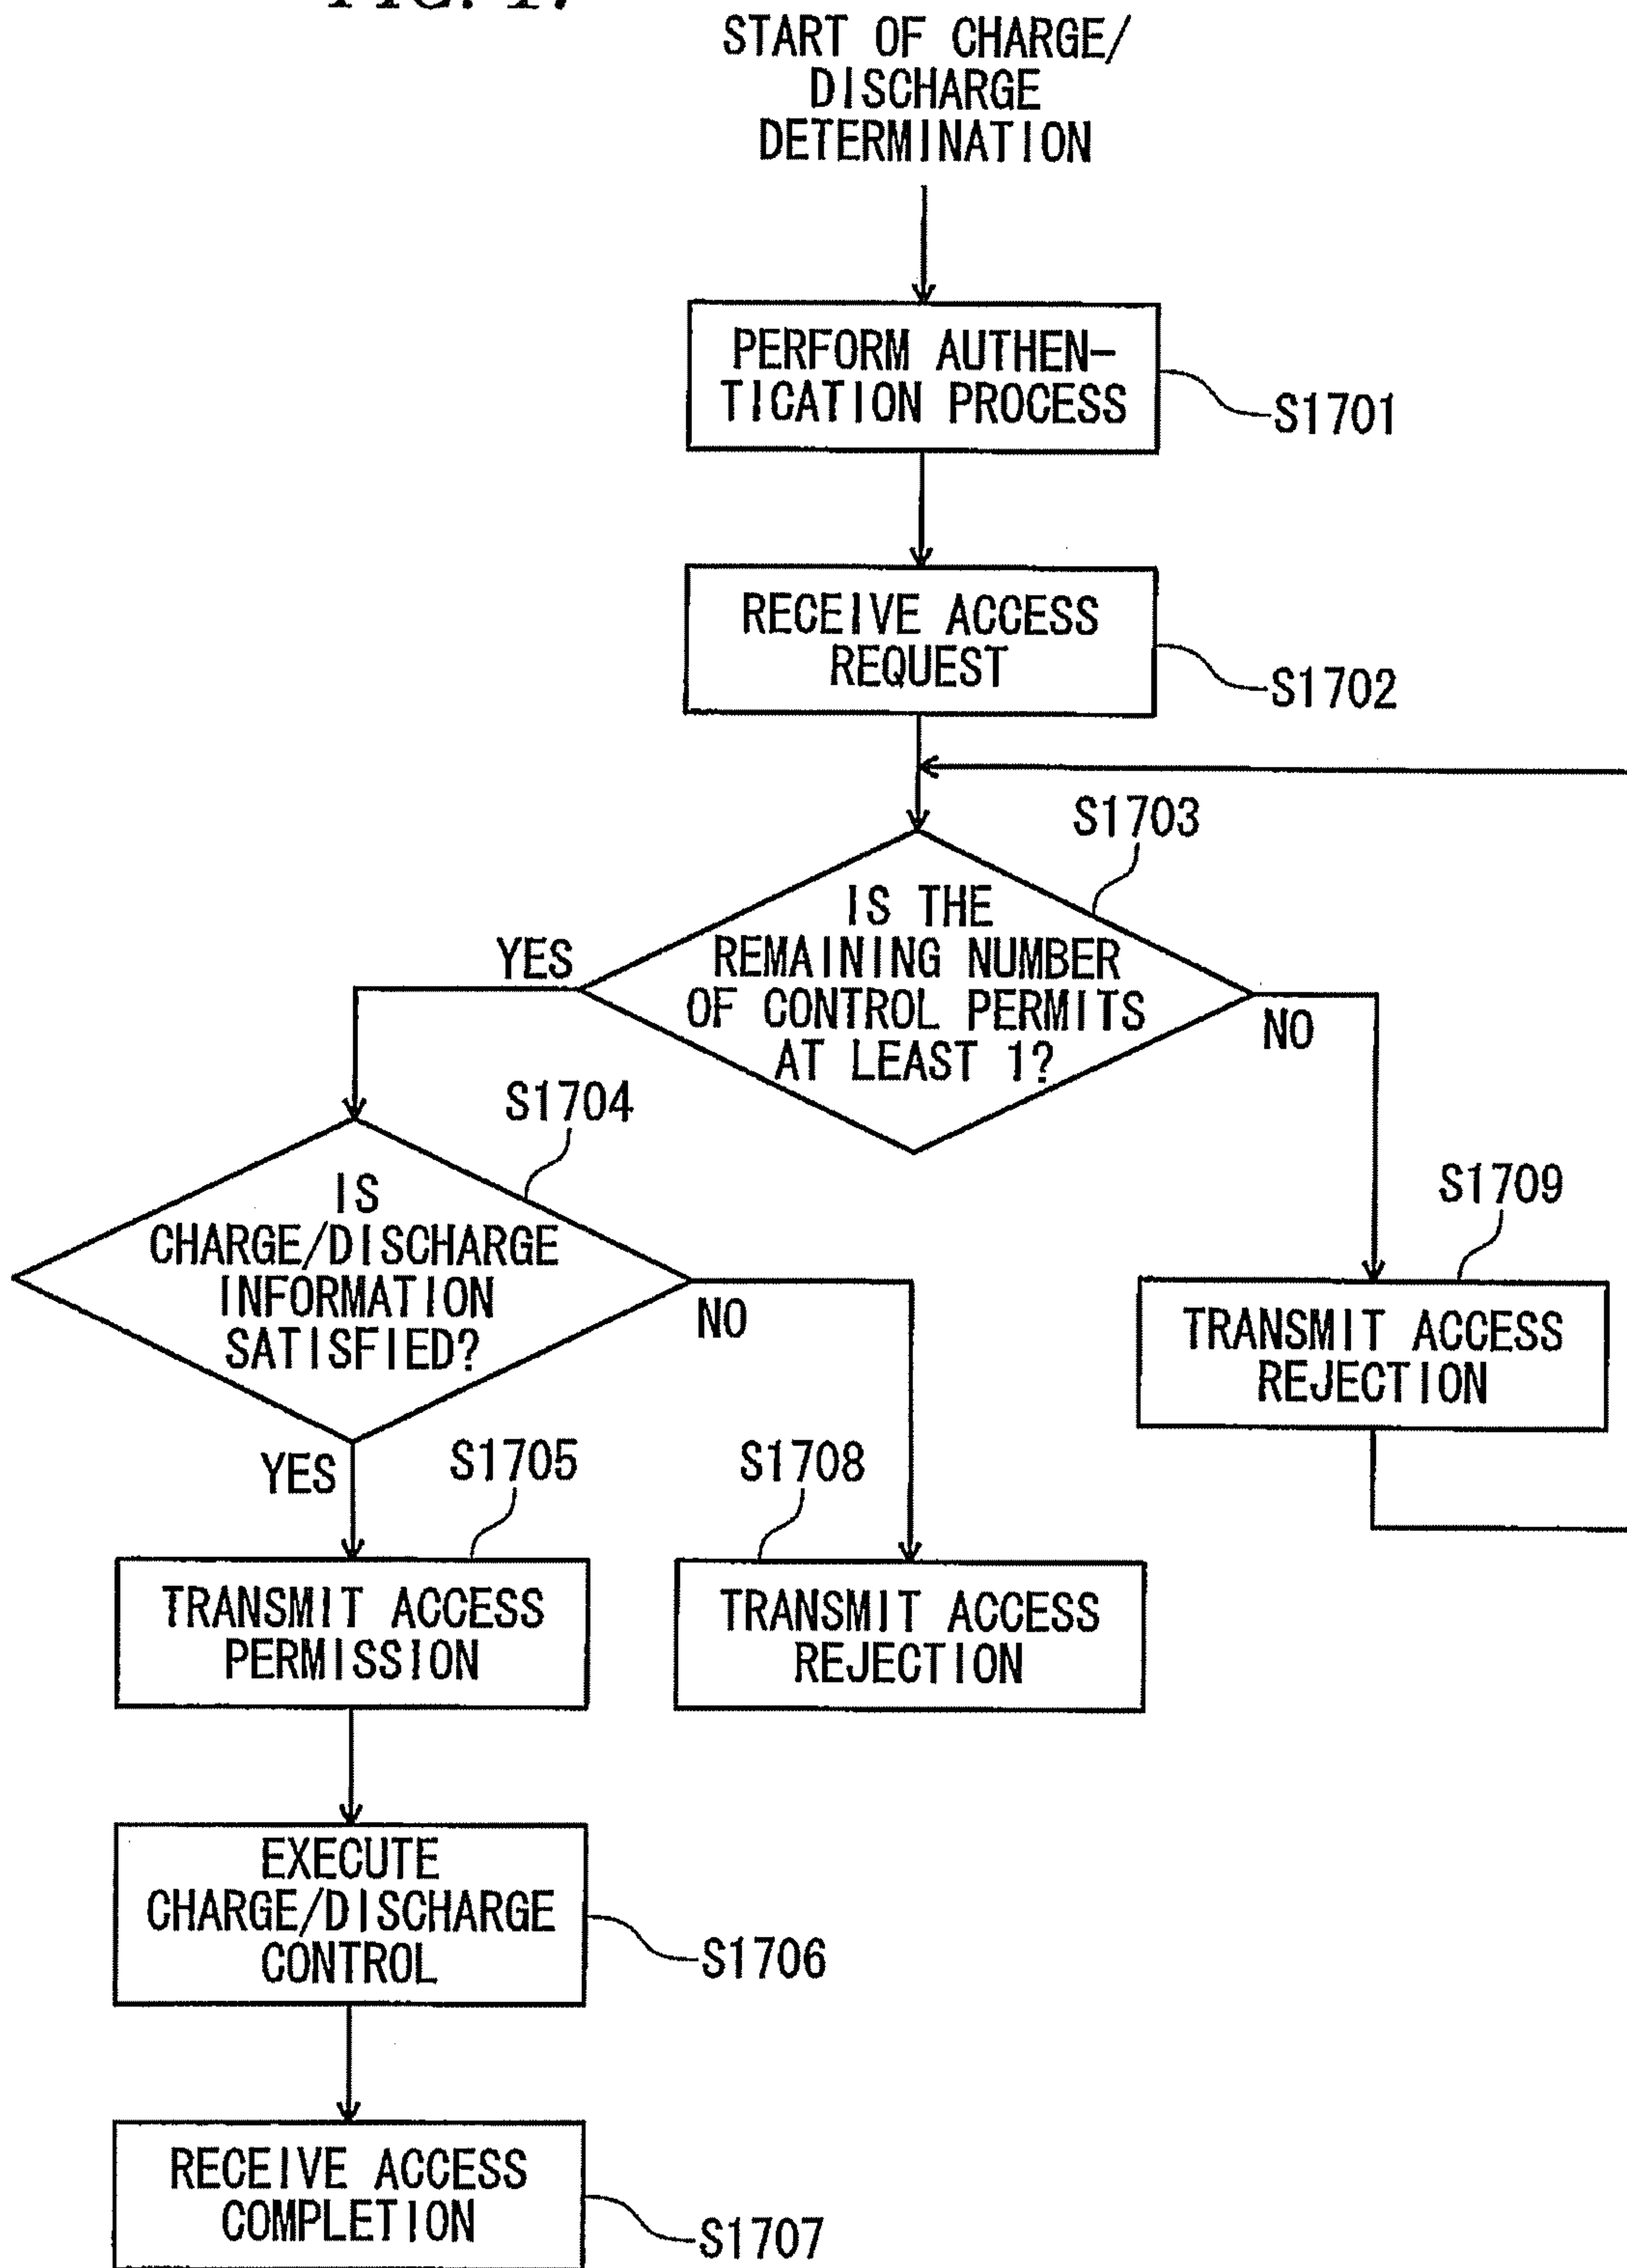 START OF CHARGE/
DISCHARGE
DETERMINATION
PERFORM AUTHEN-
TICATION PROCESS
S1701
RECEIVE ACCESS
REQUEST
S1702
S1703
IS THE
REMAINING NUMBER
OF CONTROL PERMITS
AT LEAST 1?
YES
NO
S1704
IS
CHARGE/DISCHARGE
INFORMATION
SATISFIED?
NO
YES
S1709
TRANSMIT ACCESS
REJECTION
S1705
TRANSMIT ACCESS
PERMISSION
S1708
TRANSMIT ACCESS
REJECTION
EXECUTE
CHARGE/DISCHARGE
CONTROL
S1706
RECEIVE ACCESS
COMPLETION
S1707